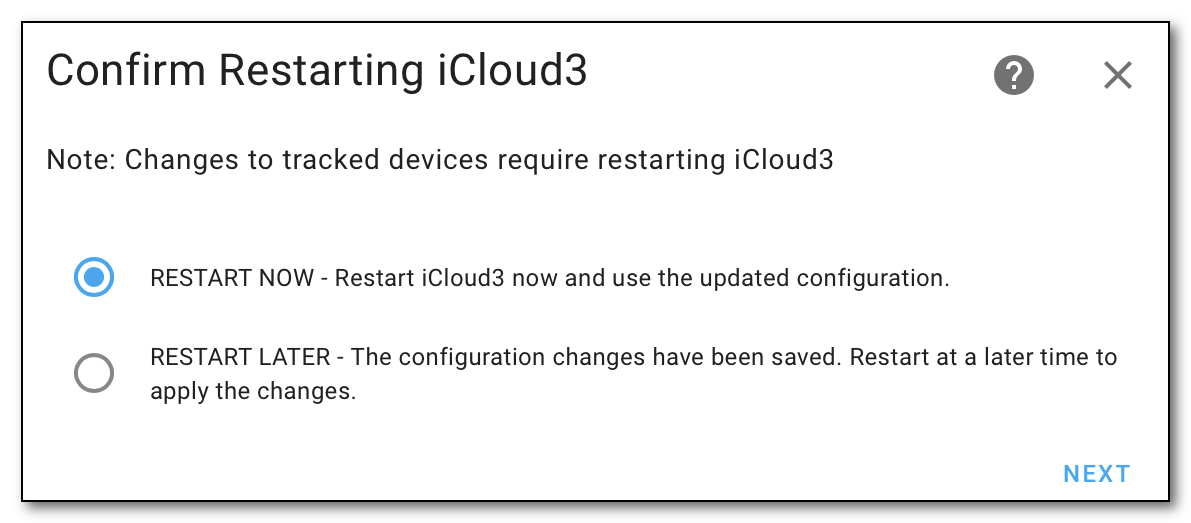 Confirm Restarting iCloud3
Note: Changes to tracked devices require restarting iCloud3
RESTART NOW - Restart iCloud3 now and use the updated configuration.
RESTART LATER - The configuration changes have been saved. Restart at a later time to
apply the changes.
NEXT